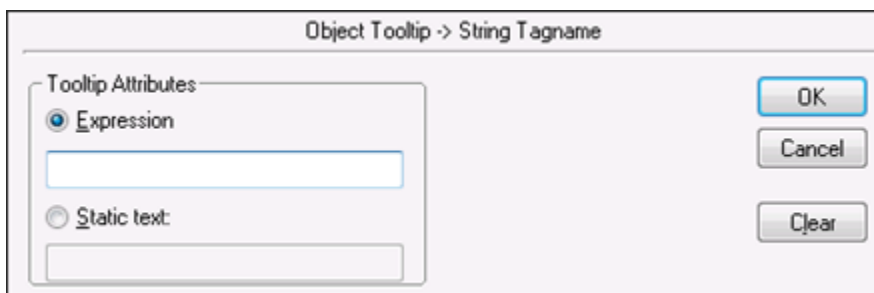 Object Tooltip -> String Tagname
Tooltip Attributes
Expression
Static text:
OK
Cancel
Clear